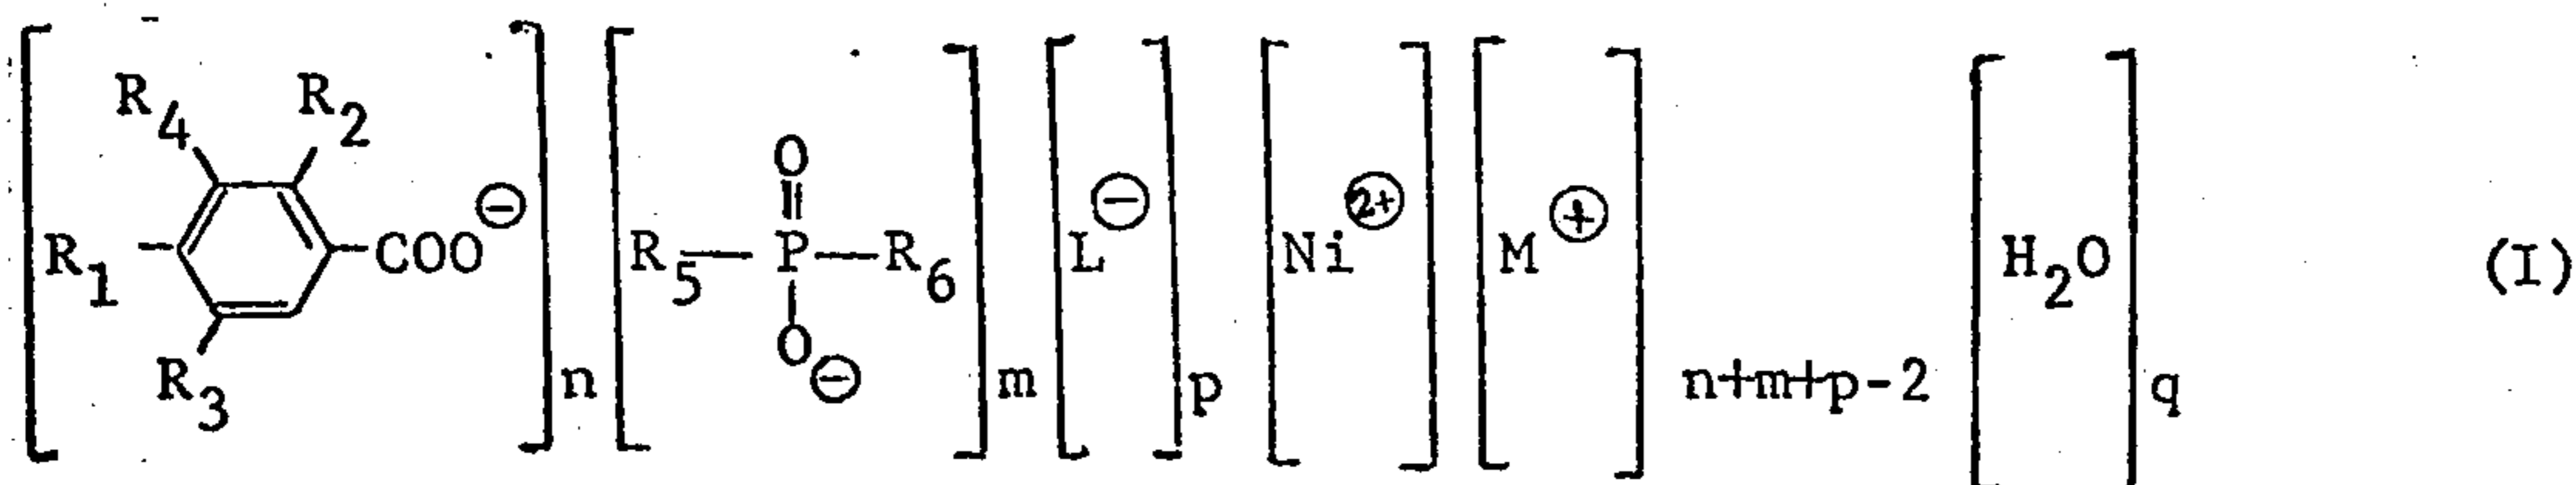 [R₁ R₄ R₂ R₃ COO⊖]n [R₅—P(=O)(O⊖)—R₆]m [L⊖]p [Ni2+] [M+] n+m+p-2 [H₂O]q (I)